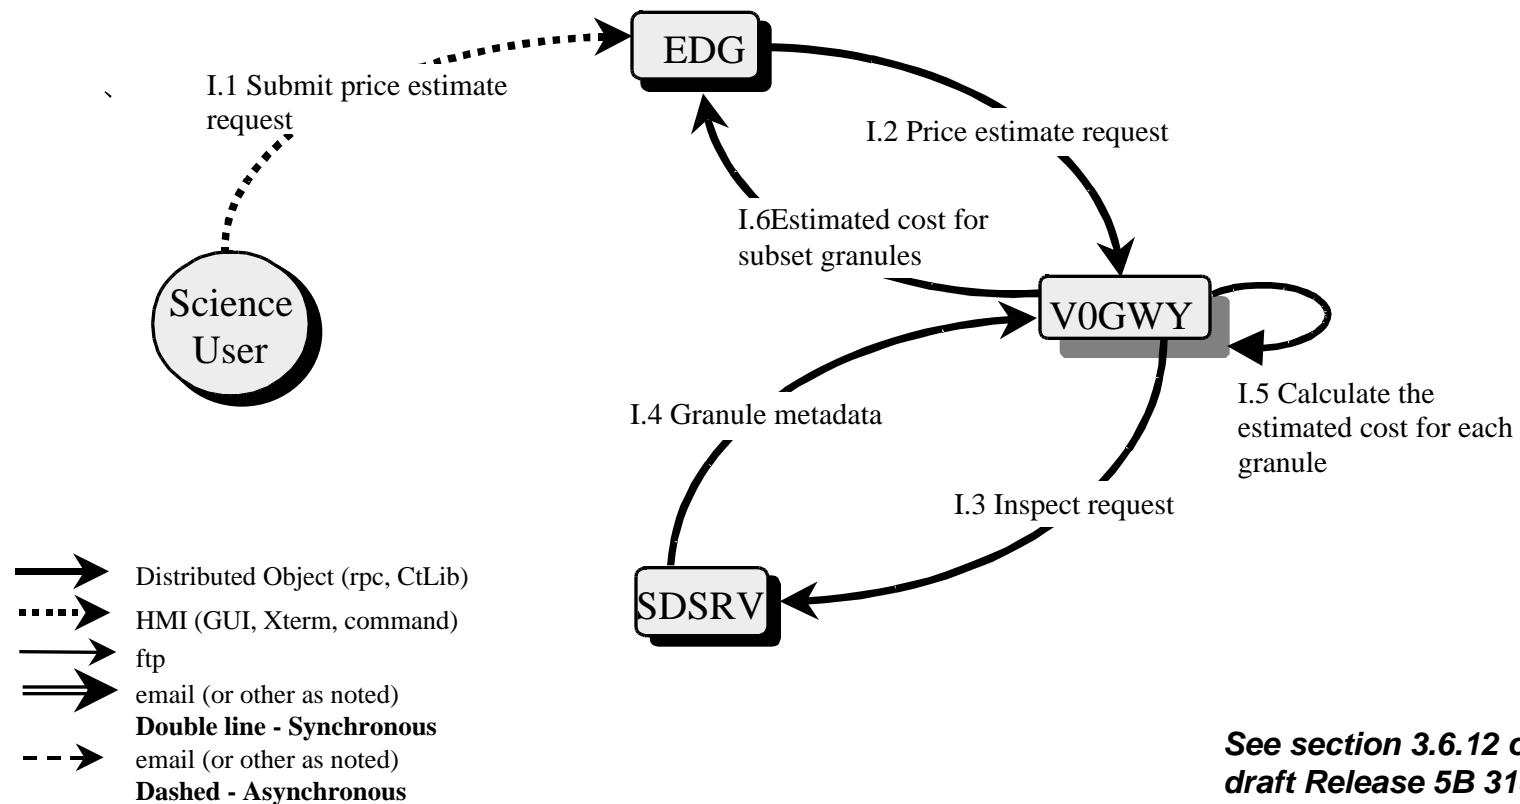 EDG
I.1 Submit price estimate
request
、
I.2 Price estimate request
I.6Estimated cost for
subset granules
Science
User
V0GWY
I.4 Granule metadata
I.5 Calculate the
estimated cost for each
granule
I.3 Inspect request
SDSRV
Distributed Object (rpc, CtLib)
HMI (GUI, Xterm, command)
ftp
email (or other as noted)
Double line - Synchronous
email (or other as noted)
Dashed - Asynchronous
See section 3.6.12
draft Release 5B